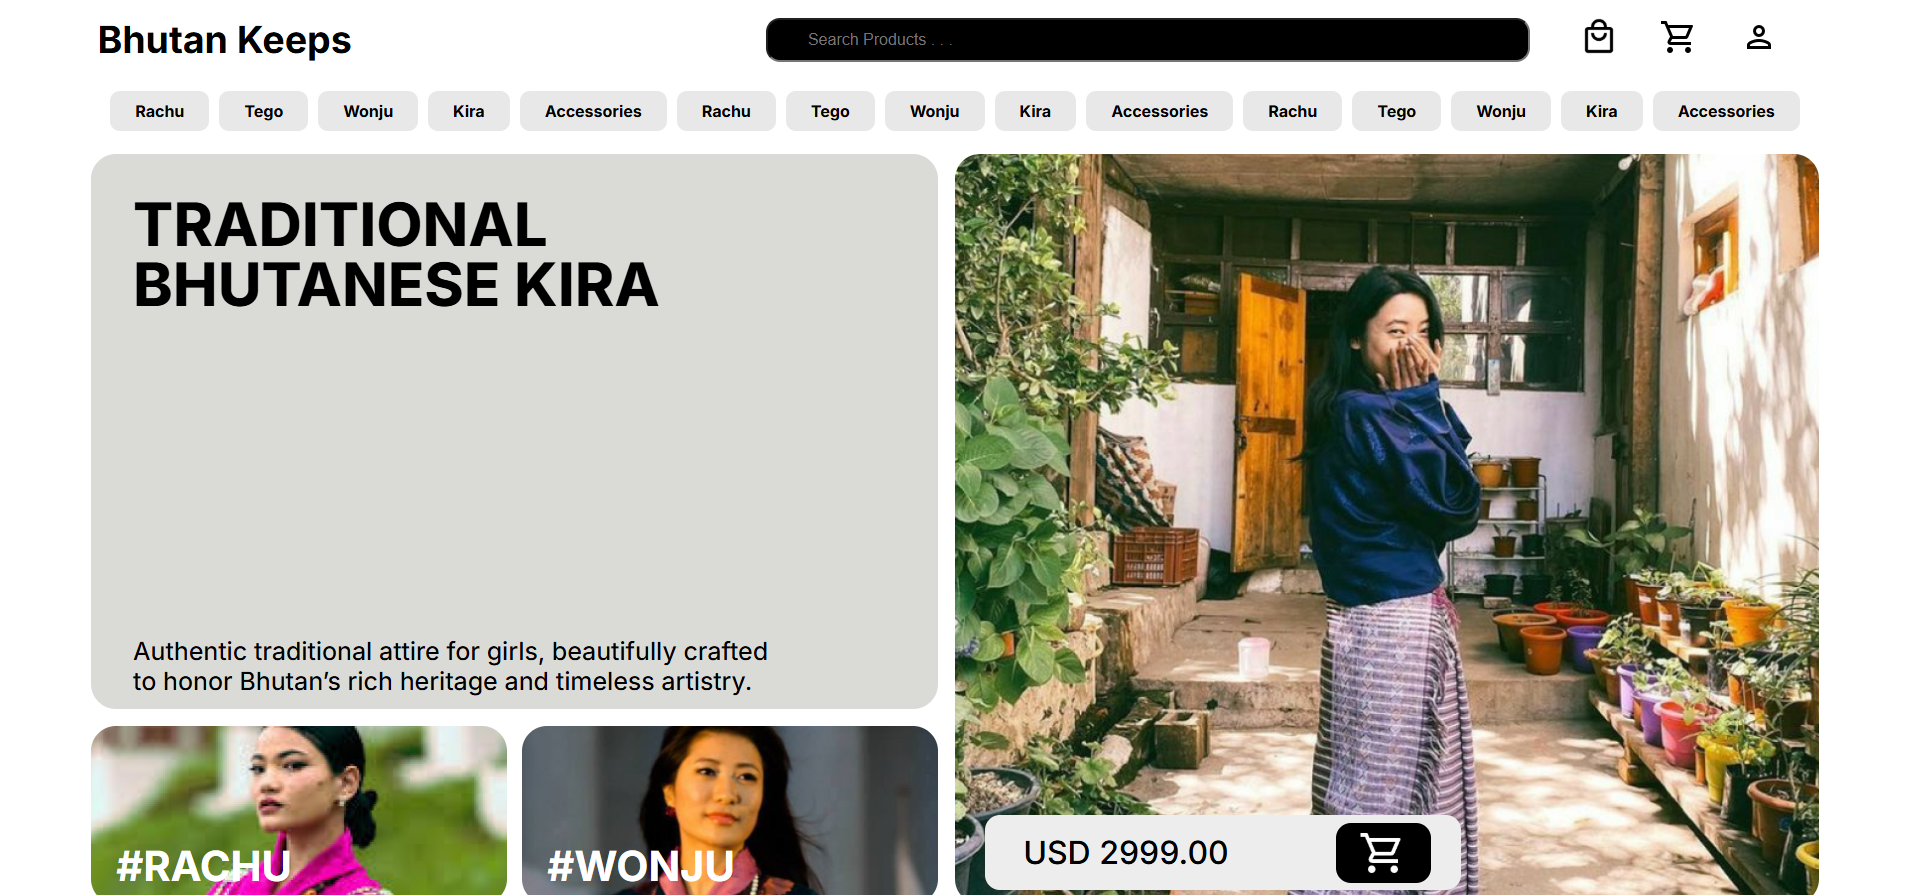 Bhutan Keeps
Search Products . . .
Rachu Tego Wonju Kira Accessories Rachu Tego Wonju Kira Accessories Rachu Tego Wonju Kira Accessories
TRADITIONAL
BHUTANESE KIRA
Authentic traditional attire for girls, beautifully crafted
to honor Bhutan’s rich heritage and timeless artistry.
#RACHU
#WONJU
USD 2999.00